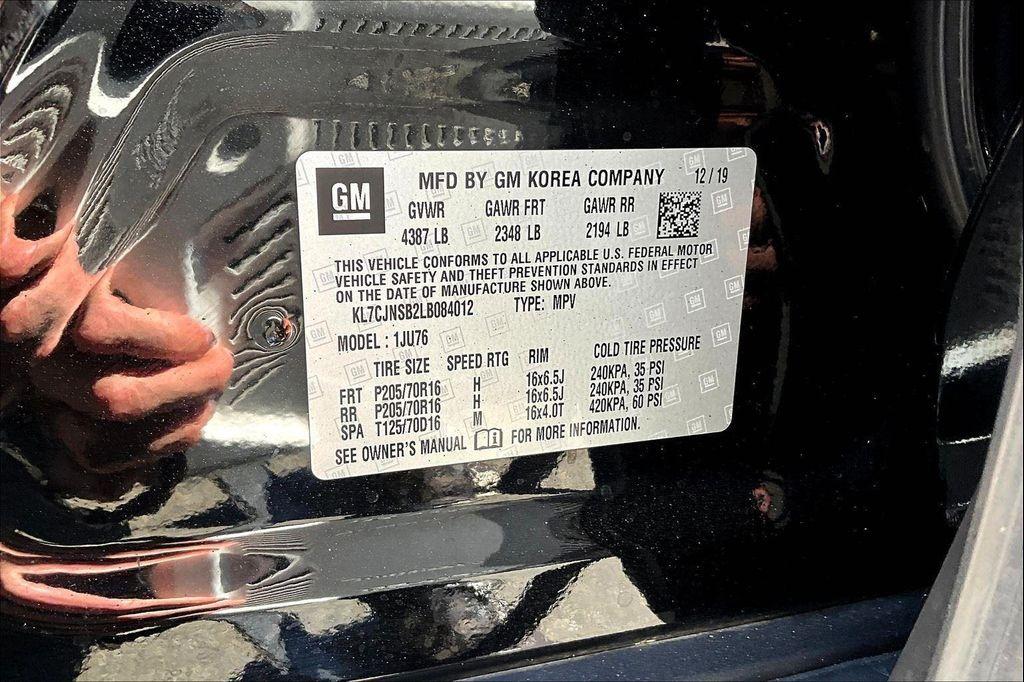 GM
MFD BY GM KOREA COMPANY 12/19
GVWR GAWR FRT GAWR RR
4387 LB 2348 LB 2194 LB
THIS VEHICLE CONFORMS TO ALL APPLICABLE U.S. FEDERAL MOTOR
VEHICLE SAFETY AND THEFT PREVENTION STANDARDS IN EFFECT
ON THE DATE OF MANUFACTURE SHOWN ABOVE.
KL7CJNSB2LB084012 TYPE: MPV
MODEL : 1JU76
TIRE SIZE SPEED RTG RIM COLD TIRE PRESSURE
FRT P205/70R16 H 16x6.5J 240KPA, 35 PSI
RR P205/70R16 H 16x6.5J 240KPA, 35 PSI
SPA T125/70D16 M 16x4.0T 420KPA, 60 PSI
SEE OWNER'S MANUAL FOR MORE INFORMATION.